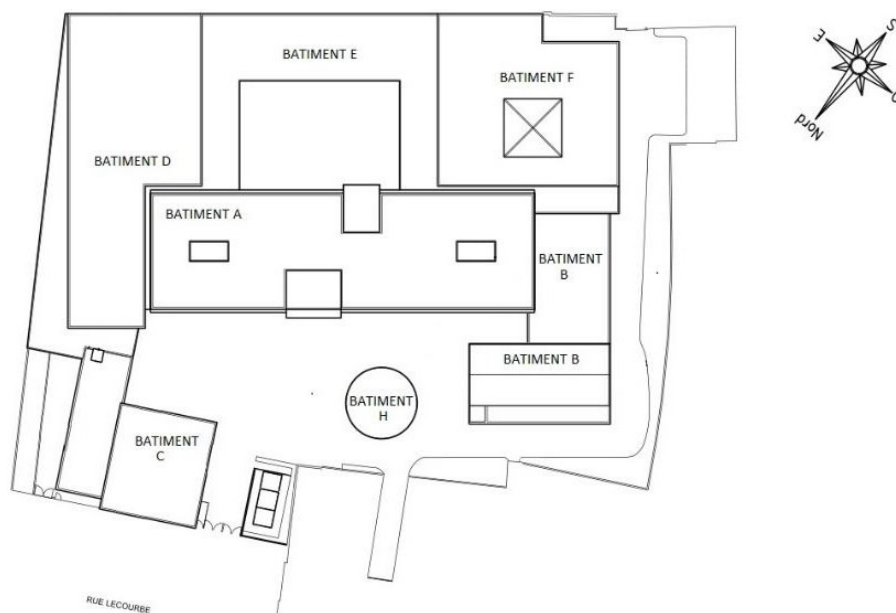 BATIMENT E
BATIMENT F
BATIMENT D
BATIMENT A
BATIMENT
B
BATIMENT B
BATIMENT
H
BATIMENT
C
RUE LECOURBE
S
E
O
Nord